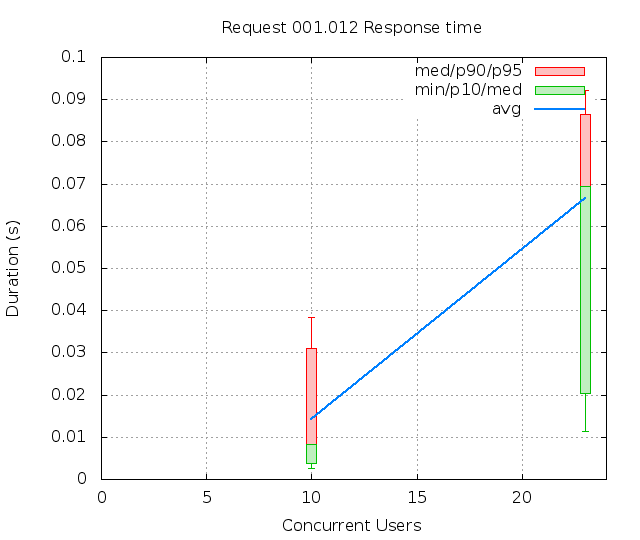 Request 001.012 Response time
0.1
0.09
0.08
0.07
0.06
0.05
0.04
0.03
0.02
0.01
0
med/p90/p95
min/p10/med
avg
Duration (s)
0 5 10 15 20
Concurrent Users